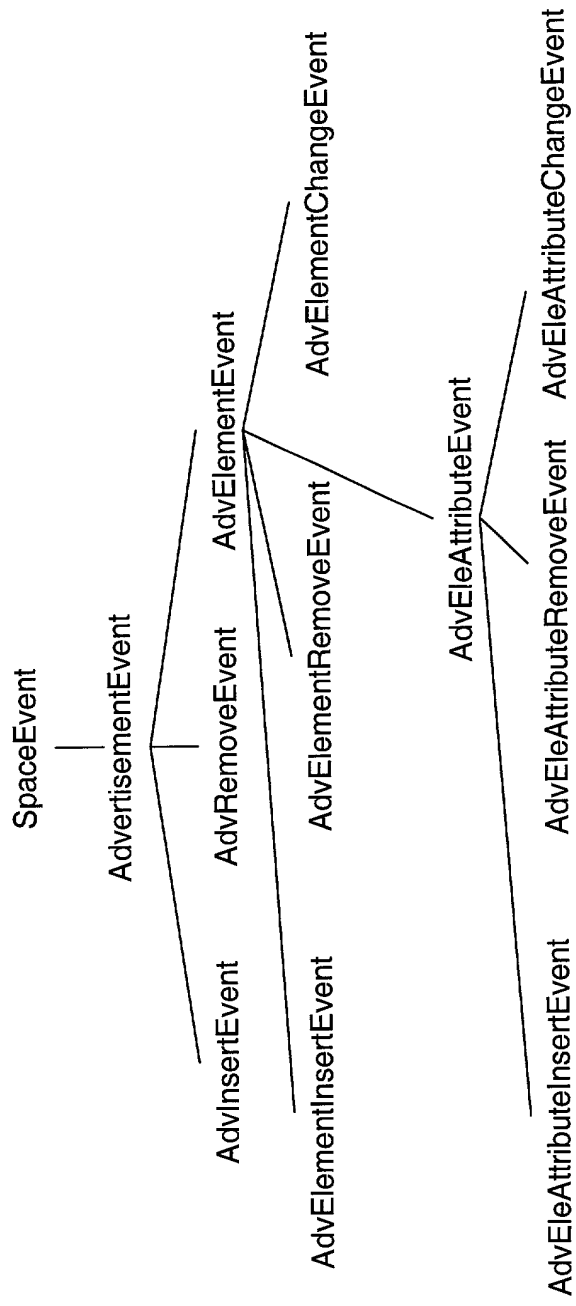 SpaceEvent
AdvertisementEvent
AdvInsertEvent
AdvRemoveEvent
AdvElementEvent
AdvElementInsertEvent
AdvElementRemoveEvent
AdvElementChangeEvent
AdvEleAttributeEvent
AdvEleAttributeInsertEvent
AdvEleAttributeRemoveEvent
AdvEleAttributeChangeEvent